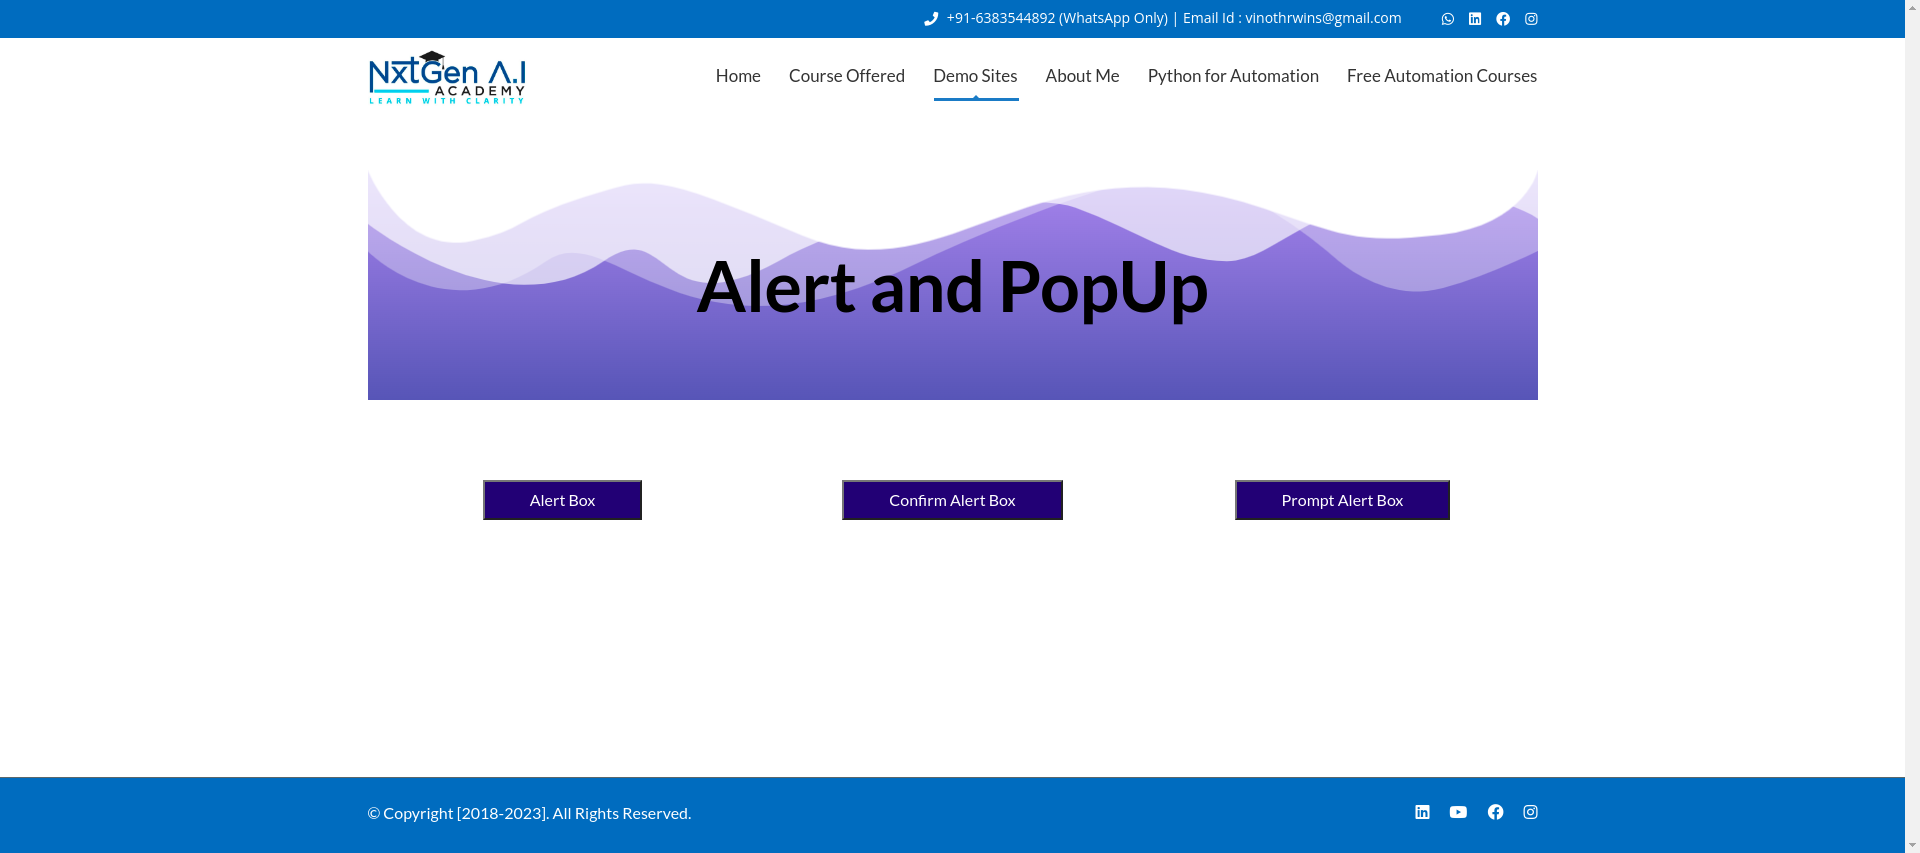 +91-6383544892 (WhatsApp Only) | Email Id : vinothrwins@gmail.com
NxtGen A.I
ACADEMY
LEARN WITH CLARITY
Home Course Offered Demo Sites About Me Python for Automation Free Automation Courses
Alert and PopUp
Alert Box Confirm Alert Box Prompt Alert Box
© Copyright [2018-2023]. All Rights Reserved.